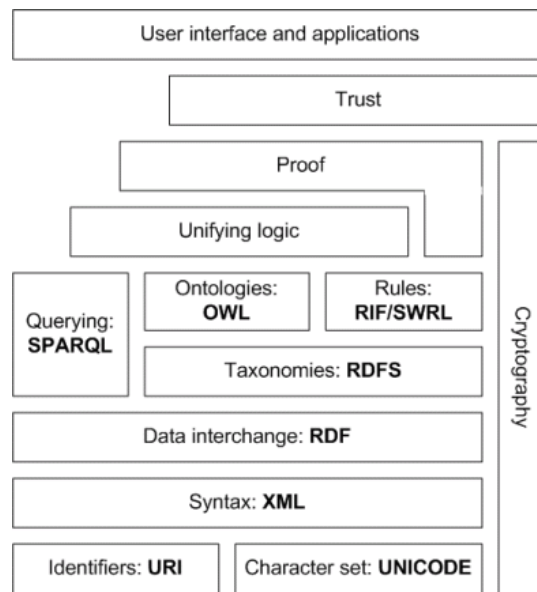 User interface and applications
Trust
Proof
Unifying logic
Querying:
SPARQL
Ontologies:
OWL
Rules:
RIF/SWRL
Taxonomies: RDFS
Cryptography
Data interchange: RDF
Syntax: XML
Identifiers: URI
Character set: UNICODE